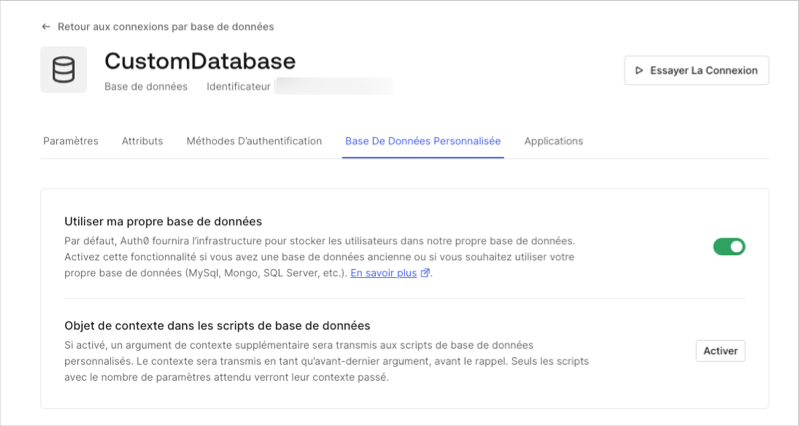 ← Retour aux connexions par base de données
CustomDatabase
Base de données Identificateur
Essayer La Connexion
Paramètres Attributs Méthodes D’authentification Base De Données Personnalisée Applications
Utiliser ma propre base de données
Par défaut, Auth0 fournira l’infrastructure pour stocker les utilisateurs dans notre propre base de données.
Activez cette fonctionnalité si vous avez une base de données ancienne ou si vous souhaitez utiliser votre
propre base de données (MySql, Mongo, SQL Server, etc.). En savoir plus.
Objet de contexte dans les scripts de base de données
Si activé, un argument de contexte supplémentaire sera transmis aux scripts de base de données
personnalisés. Le contexte sera transmis en tant qu’avant-dernier argument, avant le rappel. Seuls les scripts
avec le nombre de paramètres attendu verront leur contexte passé.
Activer